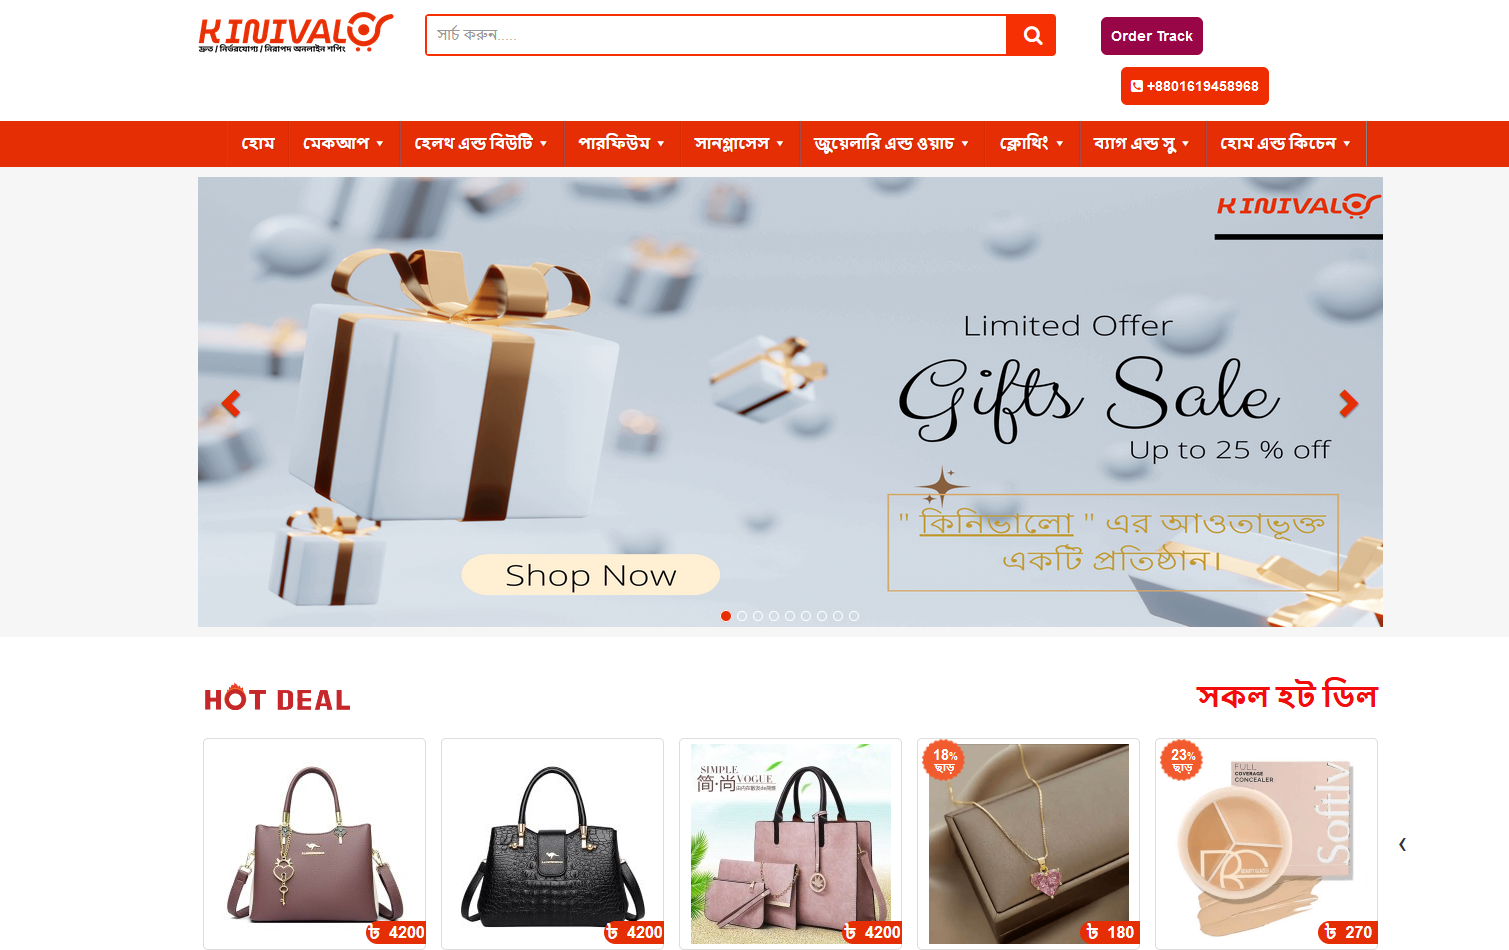 KINIVALO
দ্রুত / নির্ভরযোগ্য / নিরাপদ অনলাইন শপিং
সার্চ করুন.....
Order Track
+8801619458968
হোম মেকআপ হেলথ এন্ড বিউটি পারফিউম সানগ্লাসেস জুয়েলারি এন্ড ওয়াচ ক্লোথিং ব্যাগ এন্ড সু হোম এন্ড কিচেন
KINIVALO
Limited Offer
Gifts Sale
Up to 25 % off
" কিনিভালো " এর আওতাভূক্ত
একটি প্রতিষ্ঠান।
Shop Now
HOT DEAL
সকল হট ডিল
৳ 4200
৳ 4200
SIMPLE
简·尚 VOGUE
৳ 4200
18%
ছাড়
৳ 180
23%
ছাড়
FULL
COVERAGE
CONCEALER
Softly
৳ 270